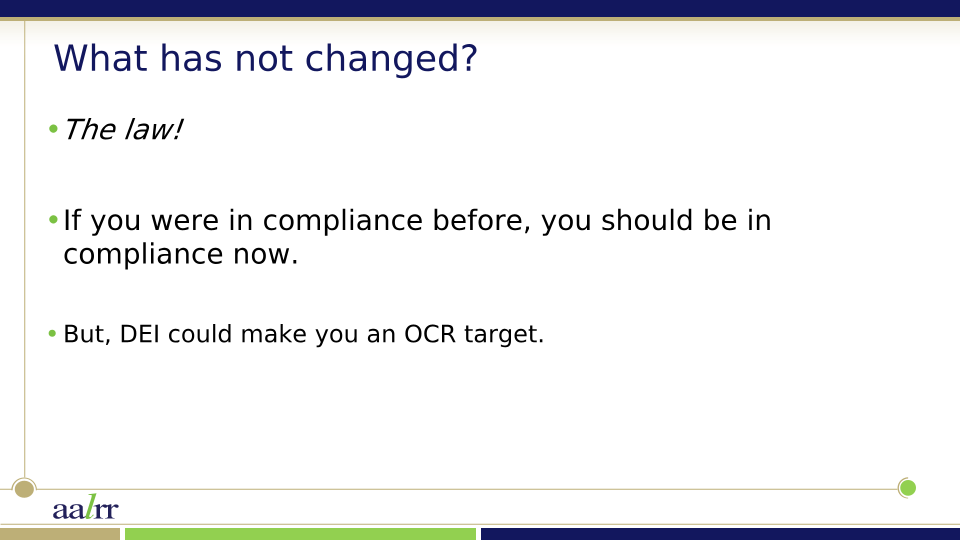 What has not changed?
• The law!
• If you were in compliance before, you should be in
compliance now.
• But, DEI could make you an OCR target.
aalrr